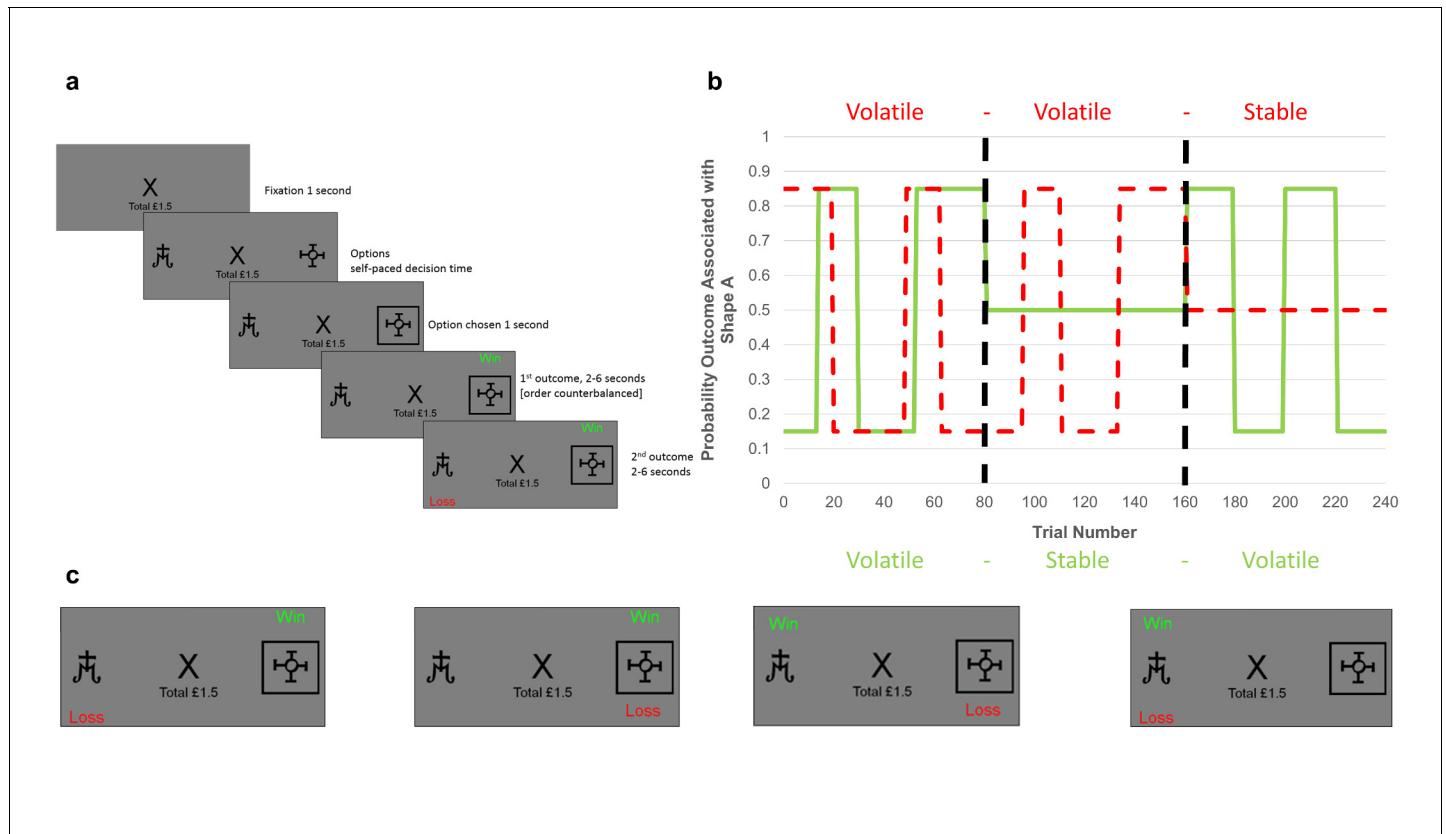 a
X
Total £1.5
Fixation 1 second
X
Total £1.5
Options
self-paced decision time
X
Total £1.5
Option chosen 1 second
Win
X
Total £1.5
1st outcome, 2-6 seconds
[order counterbalanced]
Win
X
Total £1.5
Loss
2nd outcome
2-6 seconds
b
Volatile - Volatile - Stable
Probability Outcome Associated with
Shape A
1
0.9
0.8
0.7
0.6
0.5
0.4
0.3
0.2
0.1
0
0 20 40 60 80 100 120 140 160 180 200 220 240
Trial Number
Volatile - Stable - Volatile
c
Win
X
Total £1.5
Loss
Win
X
Total £1.5
Loss
Win
X
Total £1.5
Loss
Win
X
Total £1.5
Loss